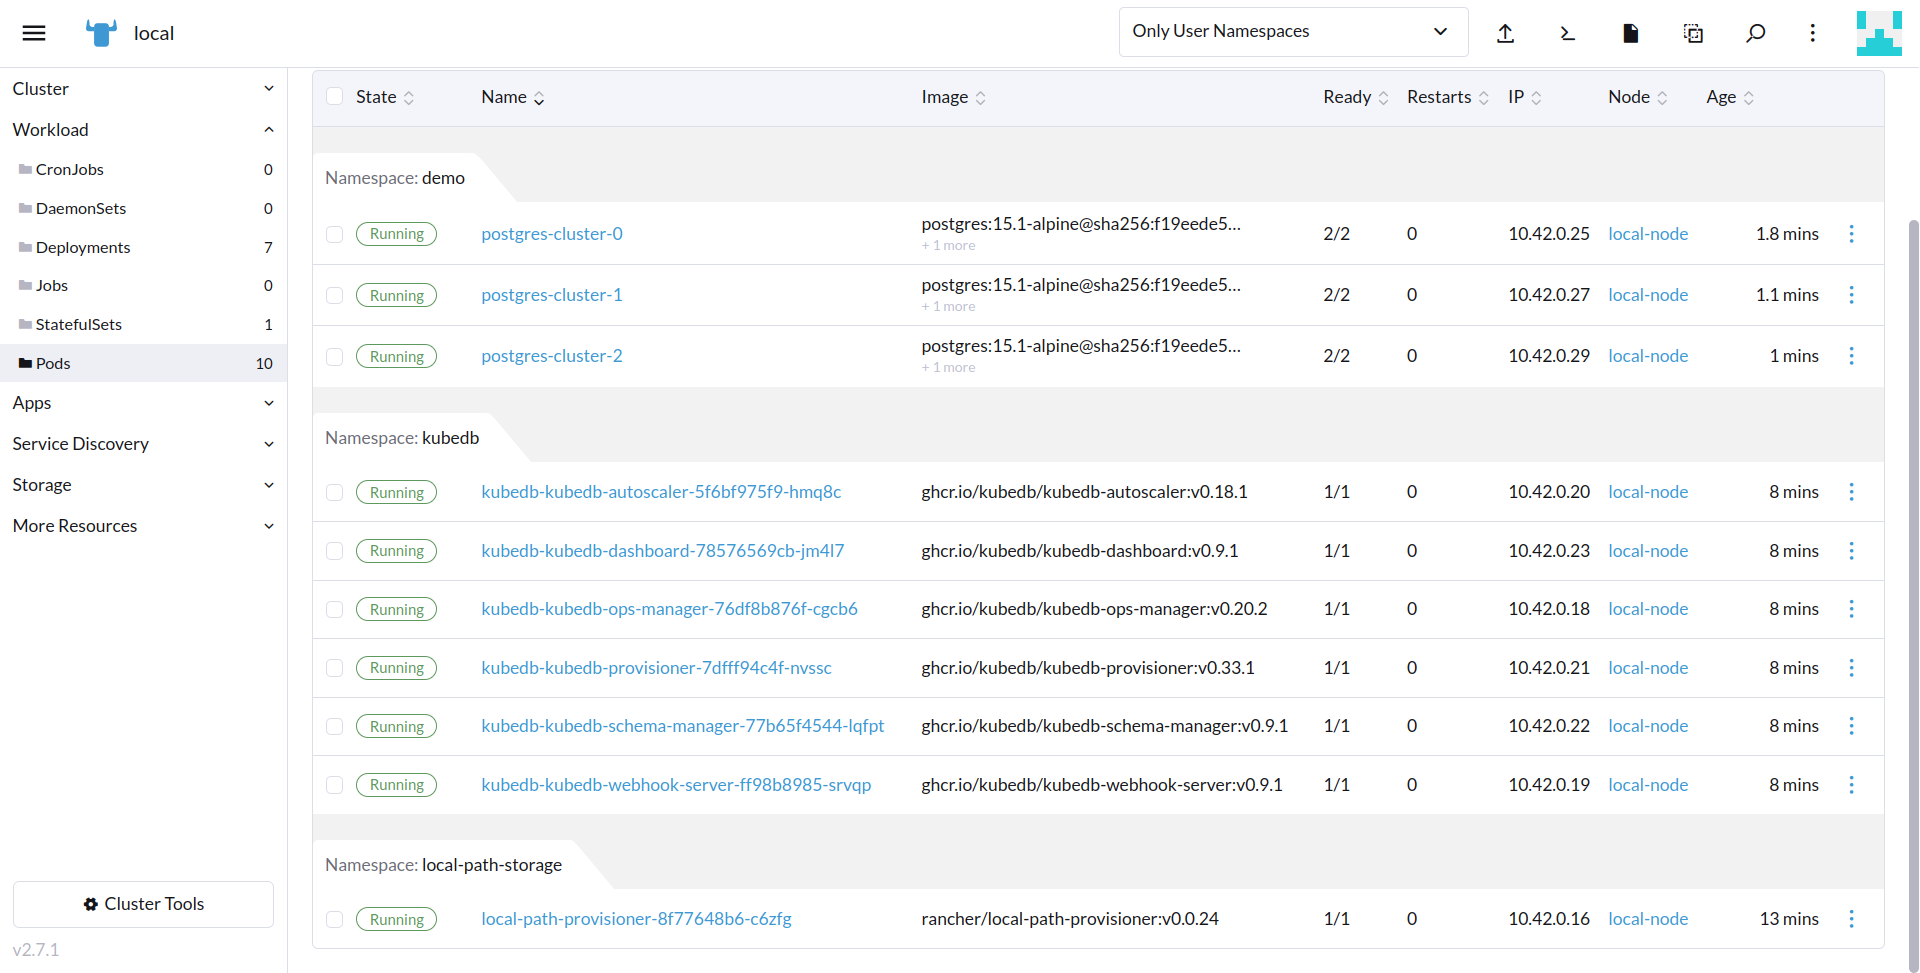 local
Only User Namespaces
Cluster
Workload
CronJobs 0
DaemonSets 0
Deployments 7
Jobs 0
StatefulSets 1
Pods 10
Apps
Service Discovery
Storage
More Resources
Cluster Tools
v2.7.1
State Name Image Ready Restarts IP Node Age
Namespace: demo
Running postgres-cluster-0 postgres:15.1-alpine@sha256:f19eede5... 2/2 0 10.42.0.25 local-node 1.8 mins
+ 1 more
Running postgres-cluster-1 postgres:15.1-alpine@sha256:f19eede5... 2/2 0 10.42.0.27 local-node 1.1 mins
+ 1 more
Running postgres-cluster-2 postgres:15.1-alpine@sha256:f19eede5... 2/2 0 10.42.0.29 local-node 1 mins
+ 1 more
Namespace: kubedb
Running kubedb-kubedb-autoscaler-5f6bf975f9-hmq8c ghcr.io/kubedb/kubedb-autoscaler:v0.18.1 1/1 0 10.42.0.20 local-node 8 mins
Running kubedb-kubedb-dashboard-78576569cb-jm4l7 ghcr.io/kubedb/kubedb-dashboard:v0.9.1 1/1 0 10.42.0.23 local-node 8 mins
Running kubedb-kubedb-ops-manager-76df8b876f-cgcb6 ghcr.io/kubedb/kubedb-ops-manager:v0.20.2 1/1 0 10.42.0.18 local-node 8 mins
Running kubedb-kubedb-provisioner-7dfff94c4f-nvssc ghcr.io/kubedb/kubedb-provisioner:v0.33.1 1/1 0 10.42.0.21 local-node 8 mins
Running kubedb-kubedb-schema-manager-77b65f4544-lqfpt ghcr.io/kubedb/kubedb-schema-manager:v0.9.1 1/1 0 10.42.0.22 local-node 8 mins
Running kubedb-kubedb-webhook-server-ff98b8985-srvqp ghcr.io/kubedb/kubedb-webhook-server:v0.9.1 1/1 0 10.42.0.19 local-node 8 mins
Namespace: local-path-storage
Running local-path-provisioner-8f77648b6-c6zfg rancher/local-path-provisioner:v0.0.24 1/1 0 10.42.0.16 local-node 13 mins